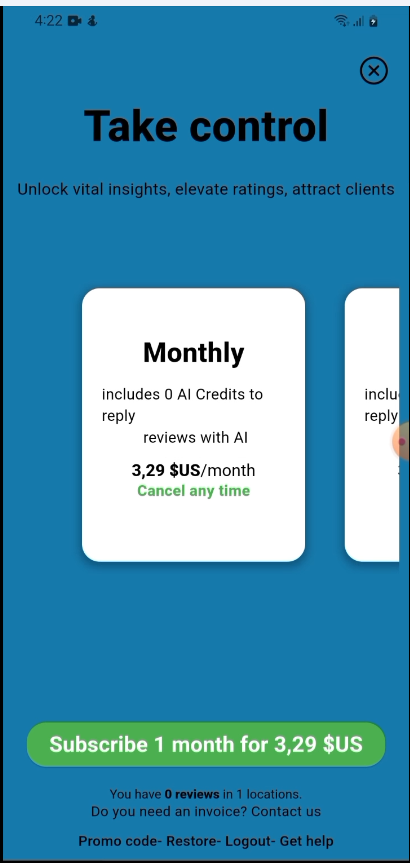 4:22
Take control
Unlock vital insights, elevate ratings, attract clients
Monthly
includes 0 AI Credits to
reply
reviews with AI
3,29 $US/month
Cancel any time
inclu
reply
Subscribe 1 month for 3,29 $US
You have 0 reviews in 1 locations.
Do you need an invoice? Contact us
Promo code- Restore- Logout- Get help